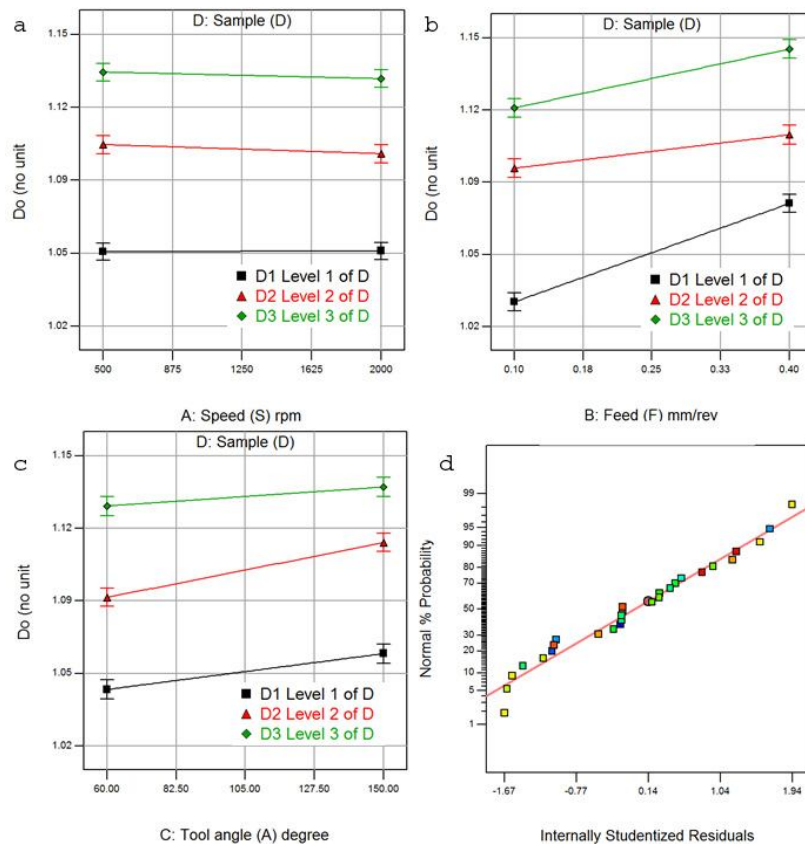 a
D: Sample (D)
1.15
1.12
1.09
1.05
1.02
Do (no unit
D1 Level 1 of D
D2 Level 2 of D
D3 Level 3 of D
500 875 1250 1625 2000
A: Speed (S) rpm
b
D: Sample (D)
1.15
1.12
1.09
1.05
1.02
Do (no unit
D1 Level 1 of D
D2 Level 2 of D
D3 Level 3 of D
0.10 0.18 0.25 0.33 0.40
B: Feed (F) mm/rev
c
D: Sample (D)
1.15
1.12
1.09
1.05
1.02
Do (no unit
D1 Level 1 of D
D2 Level 2 of D
D3 Level 3 of D
60.00 82.50 105.00 127.50 150.00
C: Tool angle (A) degree
d
99
95
90
80
70
50
30
20
10
5
1
Normal % Probability
-1.67 -0.77 0.14 1.04 1.94
Internally Studentized Residuals